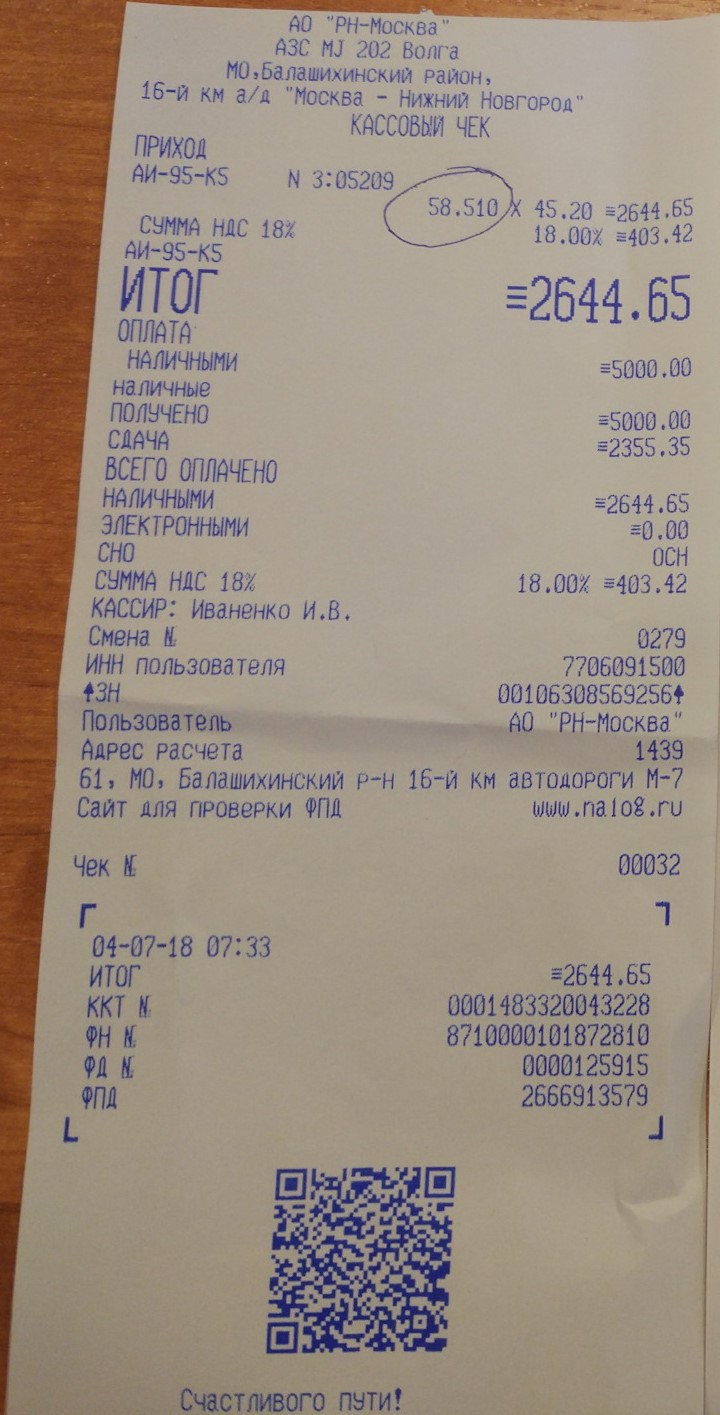 АО "РН-Москва"
АЗС MJ 202 Волга
МО,Балашихинский район,
16-й км а/д "Москва - Нижний Новгород"
КАССОВЫЙ ЧЕК
ПРИХОД
АИ-95-К5 N 3:05209
58.510 X 45.20 ≡2644.65
СУММА НДС 18% 18.00% ≡403.42
АИ-95-К5
ИТОГ ≡2644.65
ОПЛАТА
НАЛИЧНЫМИ ≡5000.00
наличные
ПОЛУЧЕНО ≡5000.00
СДАЧА ≡2355.35
ВСЕГО ОПЛАЧЕНО
НАЛИЧНЫМИ ≡2644.65
ЭЛЕКТРОННЫМИ ≡0.00
СНО ОСН
СУММА НДС 18% 18.00% ≡403.42
КАССИР: Иваненко И.В.
Смена № 0279
ИНН пользователя 7706091500
↑ЗН 00106308569256↑
Пользователь АО "РН-Москва"
Адрес расчета 1439
61, МО, Балашихинский р-н 16-й км автодороги М-7
Сайт для проверки ФПД www.nalog.ru
Чек № 00032
04-07-18 07:33
ИТОГ ≡2644.65
ККТ № 0001483320043228
ФН № 8710000101872810
ФД № 0000125915
ФПД 2666913579
Счастливого пути!